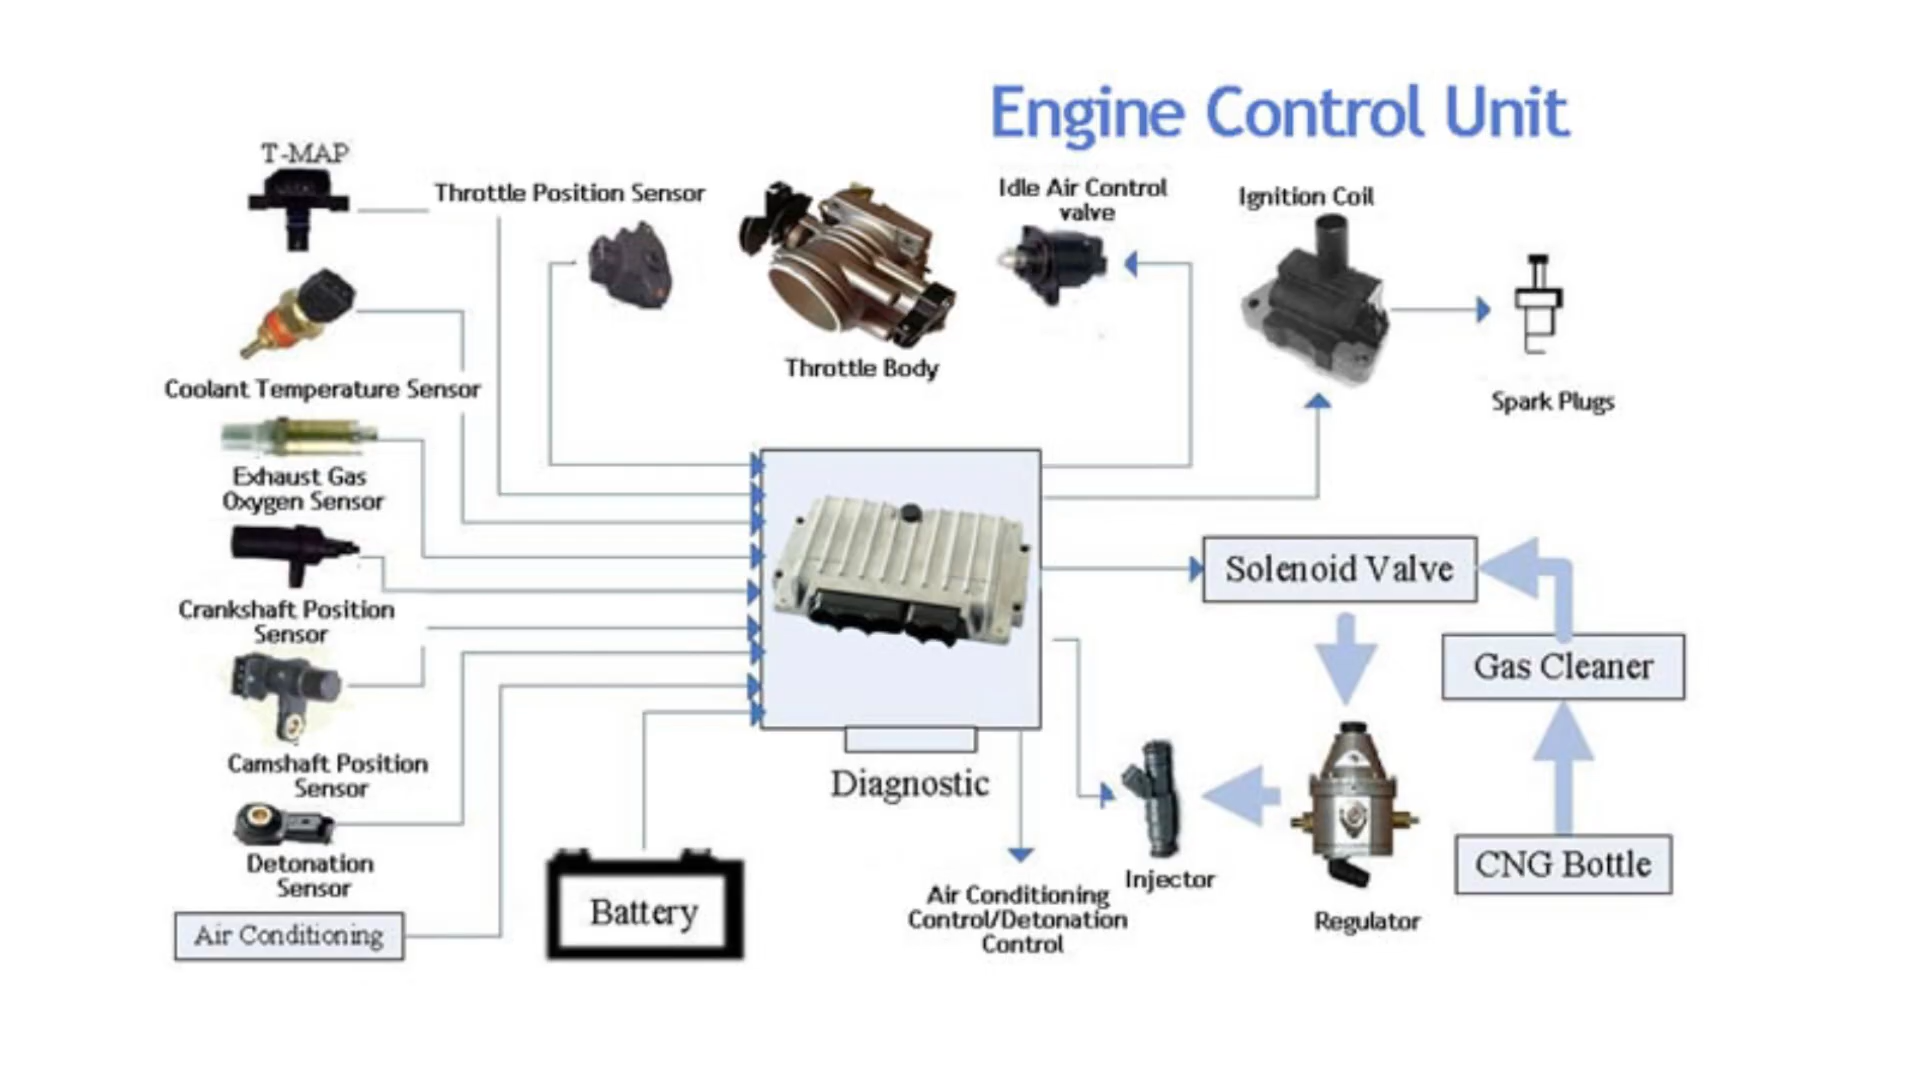 Engine Control Unit
T-MAP
Throttle Position Sensor
Idle Air Control
valve
Ignition Coil
Throttle Body
Coolant Temperature Sensor
Spark Plugs
Exhaust Gas
Oxygen Sensor
Solenoid Valve
Crankshaft Position
Sensor
Gas Cleaner
Camshaft Position
Sensor
Diagnostic
Detonation
Sensor
CNG Bottle
Injector
Air Conditioning
Control/Detonation
Control
Battery
Regulator
Air Conditioning